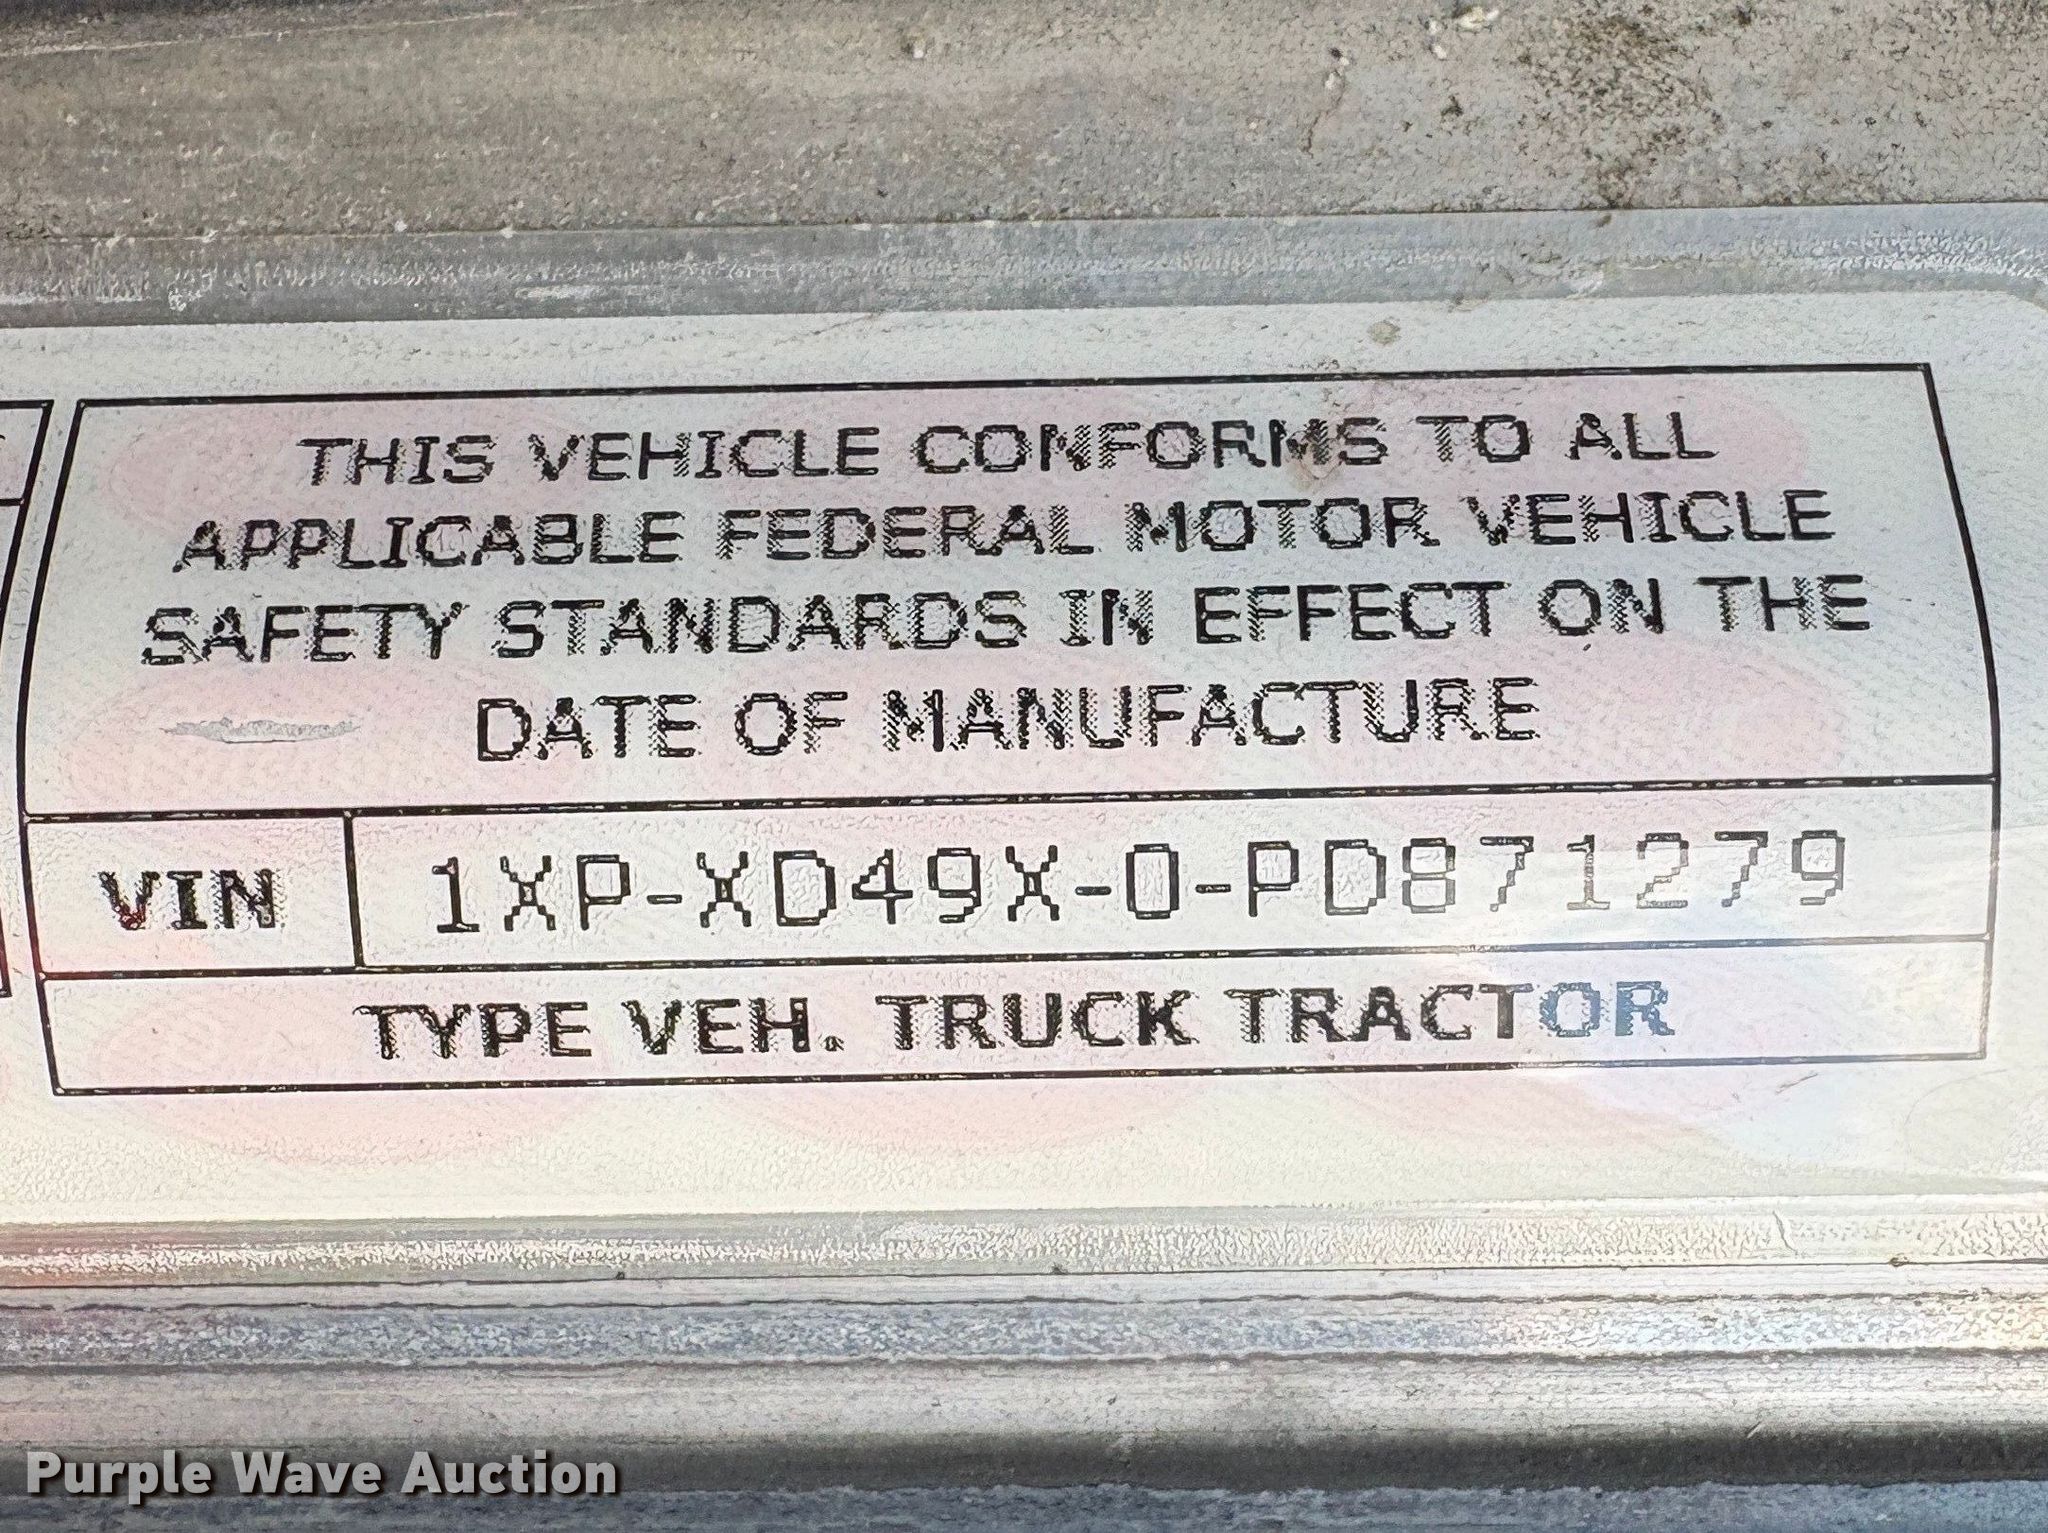 THIS VEHICLE CONFORMS TO ALL
APPLICABLE FEDERAL MOTOR VEHICLE
SAFETY STANDARDS IN EFFECT ON THE
DATE OF MANUFACTURE
VIN 1XP-XD49X-0-PD871279
TYPE VEH. TRUCK TRACTOR
Purple Wave Auction